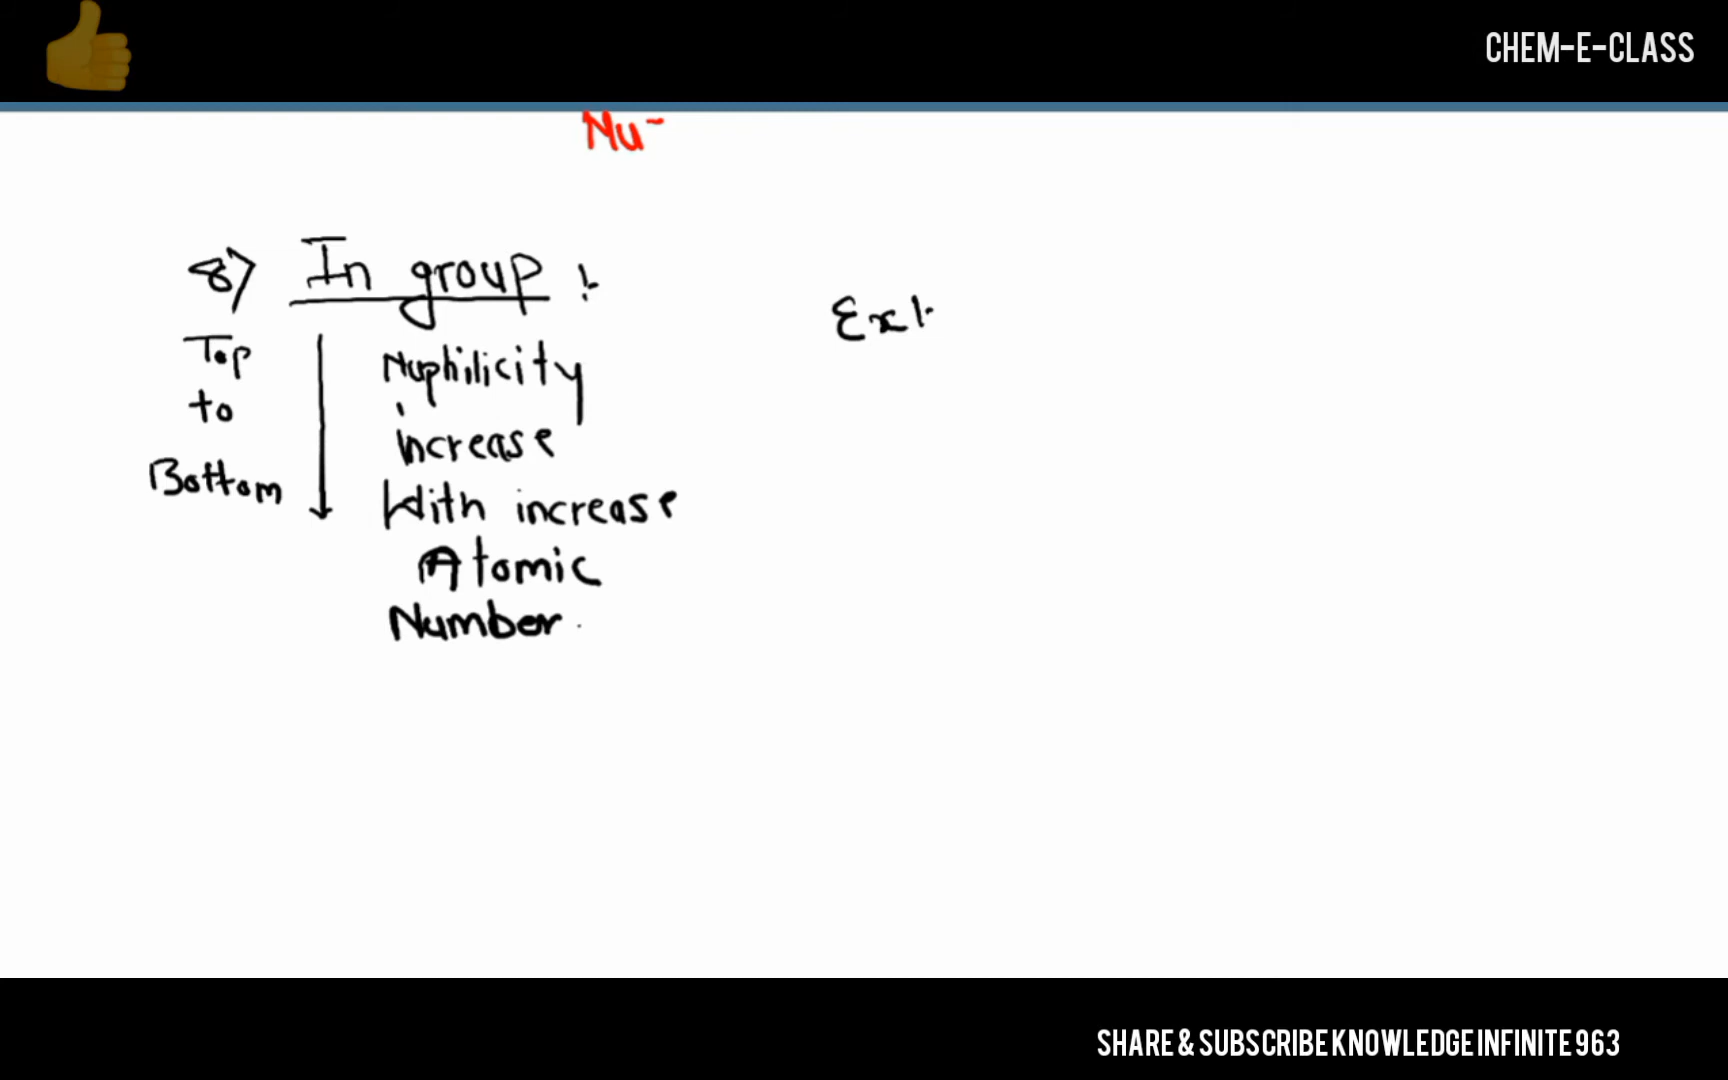 CHEM-E-CLASS
Nu-
8) In group :-
Ex:-
Top
to
Bottom
Nuphilicity
increase
With increase
Atomic
Number.
SHARE & SUBSCRIBE KNOWLEDGE INFINITE 963